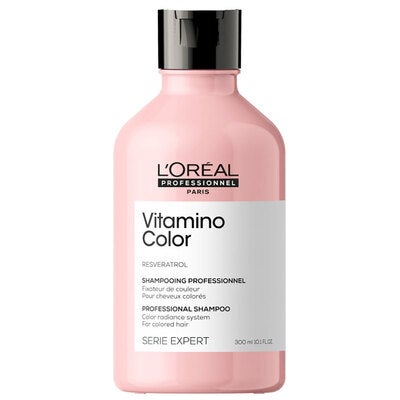 L'ORÉAL
PROFESSIONNEL
PARIS
Vitamino
Color
RESVERATROL
SHAMPOOING PROFESSIONNEL
Fixateur de couleur
Pour cheveux colorés
PROFESSIONAL SHAMPOO
Color radiance system
For colored hair
SERIE EXPERT 300 ml 10.1 FL.OZ.